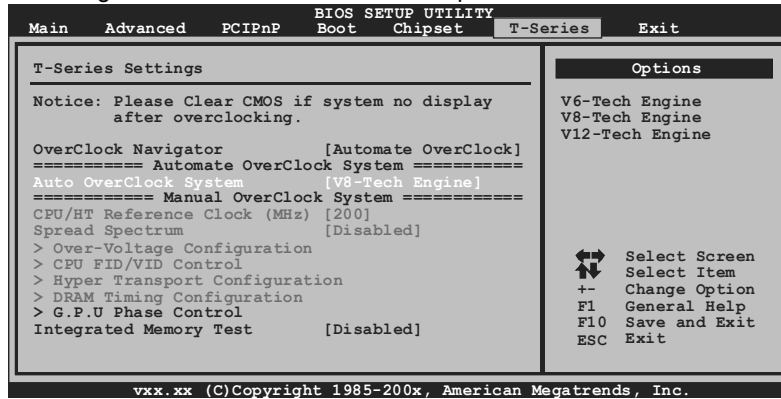 BIOS SETUP UTILITY
Main Advanced PCIPnP Boot Chipset T-Series Exit
T-Series Settings
Notice: Please Clear CMOS if system no display
after overclocking.
OverClock Navigator [Automate OverClock]
=========== Automate OverClock System ===========
Auto OverClock System [V8-Tech Engine]
============ Manual OverClock System ============
CPU/HT Reference Clock (MHz) [200]
Spread Spectrum [Disabled]
> Over-Voltage Configuration
> CPU FID/VID Control
> Hyper Transport Configuration
> DRAM Timing Configuration
> G.P.U Phase Control
Integrated Memory Test [Disabled]
Options
V6-Tech Engine
V8-Tech Engine
V12-Tech Engine
Select Screen
Select Item
+- Change Option
F1 General Help
F10 Save and Exit
ESC Exit
vxx.xx (C)Copyright 1985-200x, American Megatrends, Inc.